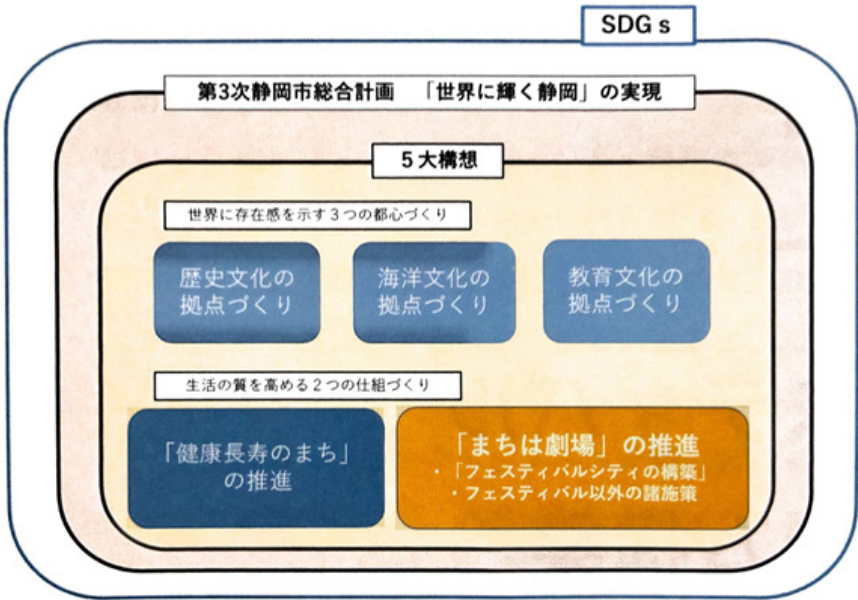 SDGs
第3次静岡市総合計画 「世界に輝く静岡」の実現
5大構想
世界に存在感を示す3つの都心づくり
歴史文化の
拠点づくり
海洋文化の
拠点づくり
教育文化の
拠点づくり
生活の質を高める2つの仕組づくり
「健康長寿のまち」
の推進
「まちは劇場」の推進
・「フェスティバルシティの構築」
・フェスティバル以外の諸施策